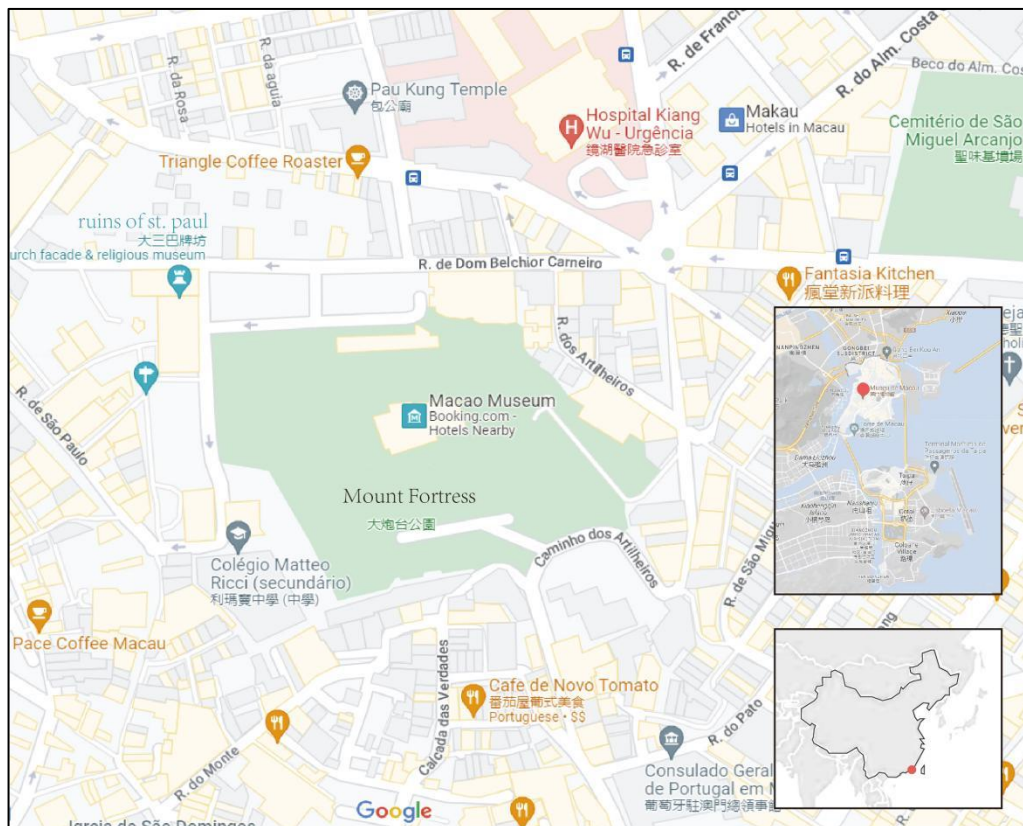 R. da Rosa
R. da aguia
Pau Kung Temple
包公廟
Triangle Coffee Roaster
Hospital Kiang
Wu - Urgência
鏡湖醫院急診室
R. de Francis
R. do Alm. Costa
Beco do Alm. Cos
Makau
Hotels in Macau
Cemitério de São
Miguel Arcanjo
聖味基墳場
ruins of st. paul
大三巴牌坊
urch facade & religious museum
R. de Dom Belchior Carneiro
Fantasia Kitchen
瘋堂新派料理
R. dos Artilheiros
Macao Museum
Booking.com -
Hotels Nearby
R. de São Paulo
Mount Fortress
大炮台公園
Colégio Matteo
Ricci (secundário)
利瑪竇中學 (中學)
Caminho dos Artilheiros
R. de São Migu
Pace Coffee Macau
Cafe de Novo Tomato
番茄屋葡式美食
Portuguese • $$
Calçada das Verdades
R. do Pato
R. do Monte
Consulado Geral
de Portugal em M
葡萄牙駐澳門總領事館
Google
Igreja de São Domingos
Coloane
Village